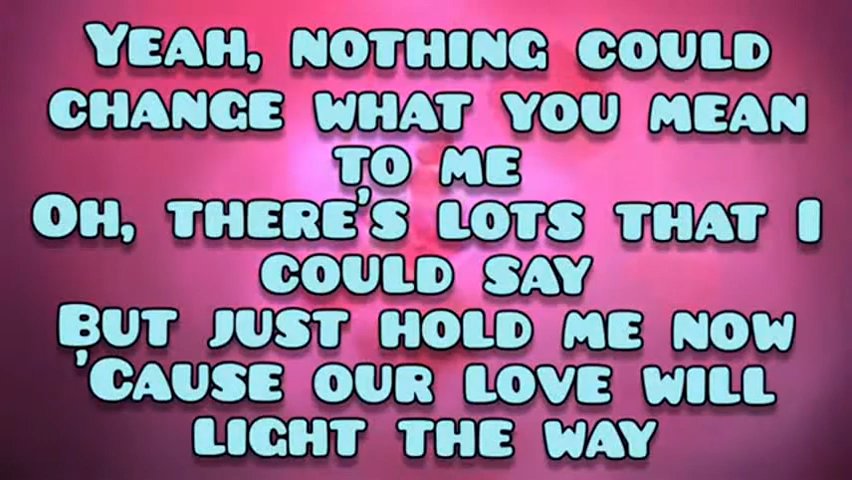 Yeah, nothing could
change what you mean
to me
Oh, there's lots that I
could say
But just hold me now
'Cause our love will
light the way